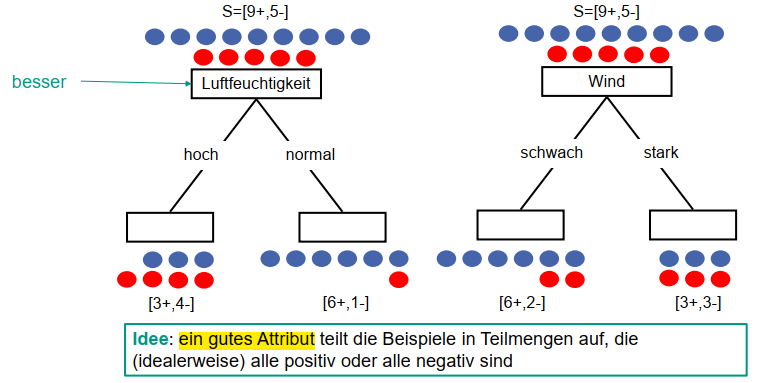 S=[9+,5-]
S=[9+,5-]
besser
Luftfeuchtigkeit
Wind
hoch
normal
schwach
stark
[3+,4-]
[6+,1-]
[6+,2-]
[3+,3-]
Idee: ein gutes Attribut teilt die Beispiele in Teilmengen auf, die
(idealerweise) alle positiv oder alle negativ sind